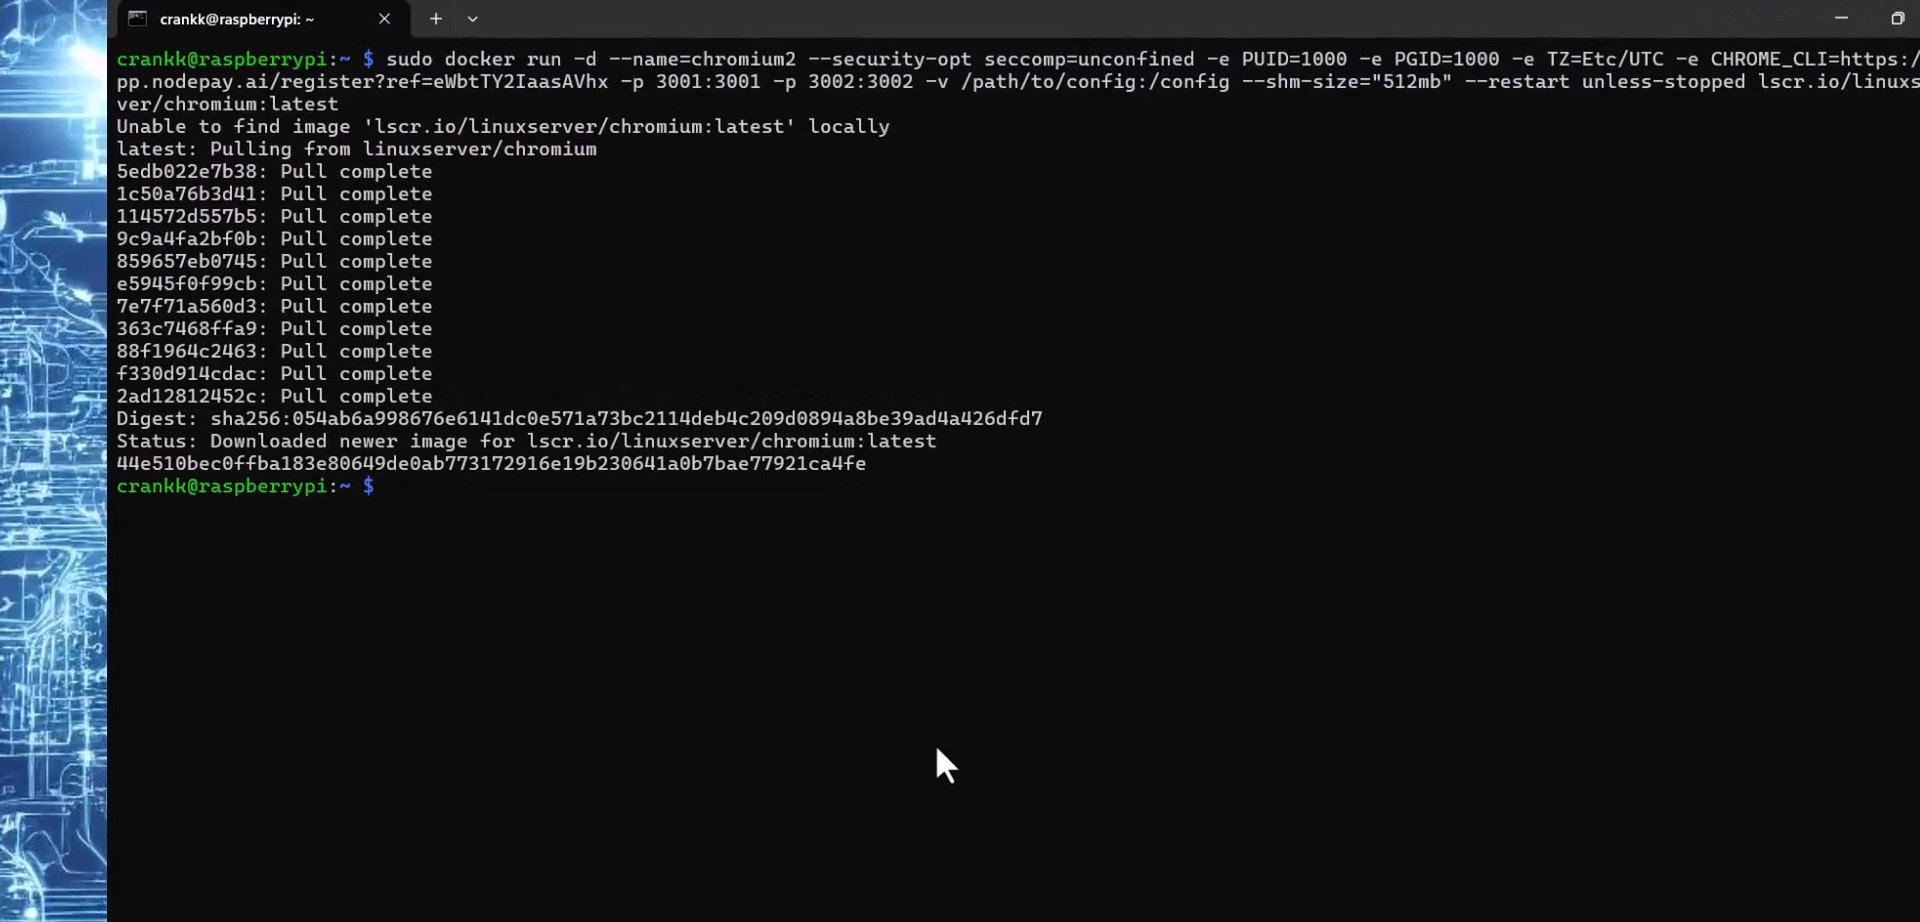 crankk@raspberrypi: ~
crankk@raspberrypi:~ $ sudo docker run -d --name=chromium2 --security-opt seccomp=unconfined -e PUID=1000 -e PGID=1000 -e TZ=Etc/UTC -e CHROME_CLI=https:/
pp.nodepay.ai/register?ref=eWbtTY2IaasAVhx -p 3001:3001 -p 3002:3002 -v /path/to/config:/config --shm-size="512mb" --restart unless-stopped lscr.io/linuxs
ver/chromium:latest
Unable to find image 'lscr.io/linuxserver/chromium:latest' locally
latest: Pulling from linuxserver/chromium
5edb022e7b38: Pull complete
1c50a76b3d41: Pull complete
114572d557b5: Pull complete
9c9a4fa2bf0b: Pull complete
859657eb0745: Pull complete
e5945f0f99cb: Pull complete
7e7f71a560d3: Pull complete
363c7468ffa9: Pull complete
88f1964c2463: Pull complete
f330d914cdac: Pull complete
2ad12812452c: Pull complete
Digest: sha256:054ab6a998676e6141dc0e571a73bc2114deb4c209d0894a8be39ad4a426dfd7
Status: Downloaded newer image for lscr.io/linuxserver/chromium:latest
44e510bec0ffba183e80649de0ab773172916e19b230641a0b7bae77921ca4fe
crankk@raspberrypi:~ $